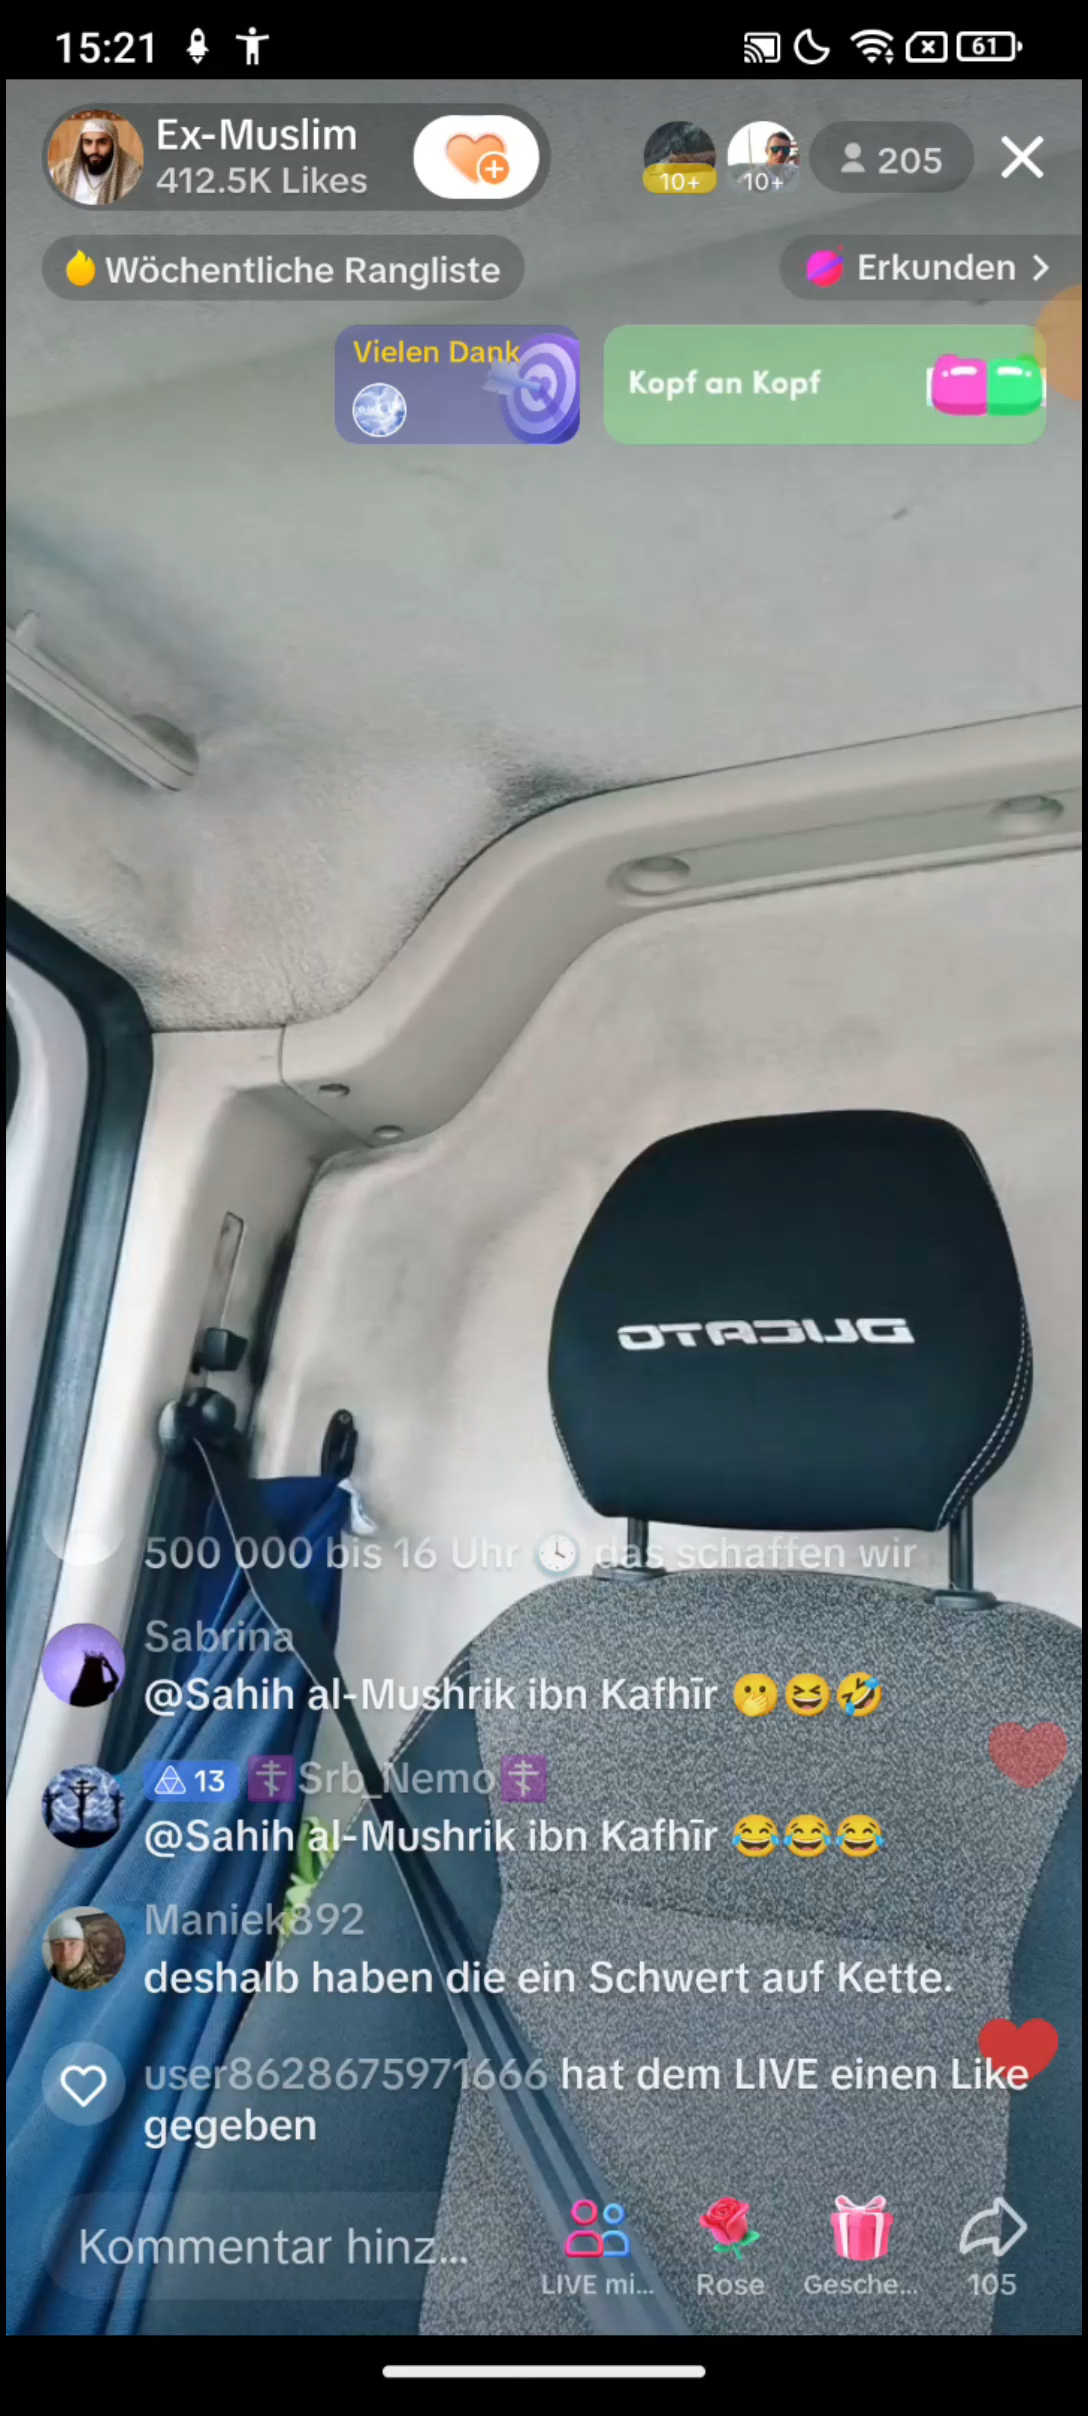 15:21
61
Ex-Muslim
412.5K Likes
10+
10+
205
Wöchentliche Rangliste
Erkunden >
Vielen Dank
Kopf an Kopf
DUCATO
500 000 bis 16 Uhr 🕓 das schaffen wir
Sabrina
@Sahih al-Mushrik ibn Kafhīr 🫢😆🤣
13 ☦️Srb_Nemo☦️
@Sahih al-Mushrik ibn Kafhīr 😂😂😂
Maniek892
deshalb haben die ein Schwert auf Kette.
user8628675971666 hat dem LIVE einen Like
gegeben
Kommentar hinz...
LIVE mi...
Rose
Gesche...
105